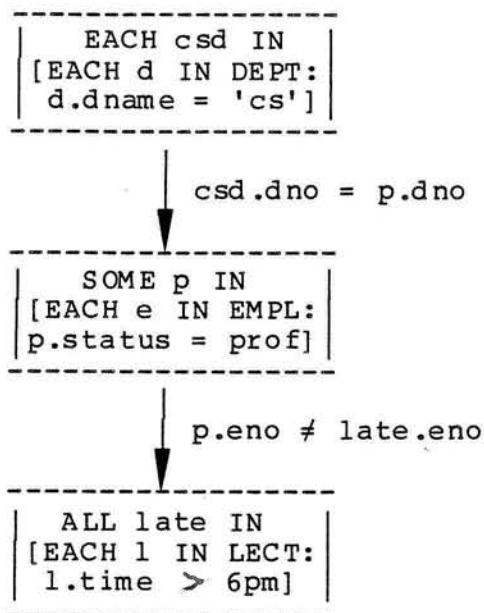 EACH csd IN
[EACH d IN DEPT:
d.dname = 'cs']
csd.dno = p.dno
SOME p IN
[EACH e IN EMPL:
p.status = prof]
p.eno ≠ late.eno
ALL late IN
[EACH l IN LECT:
l.time > 6pm]